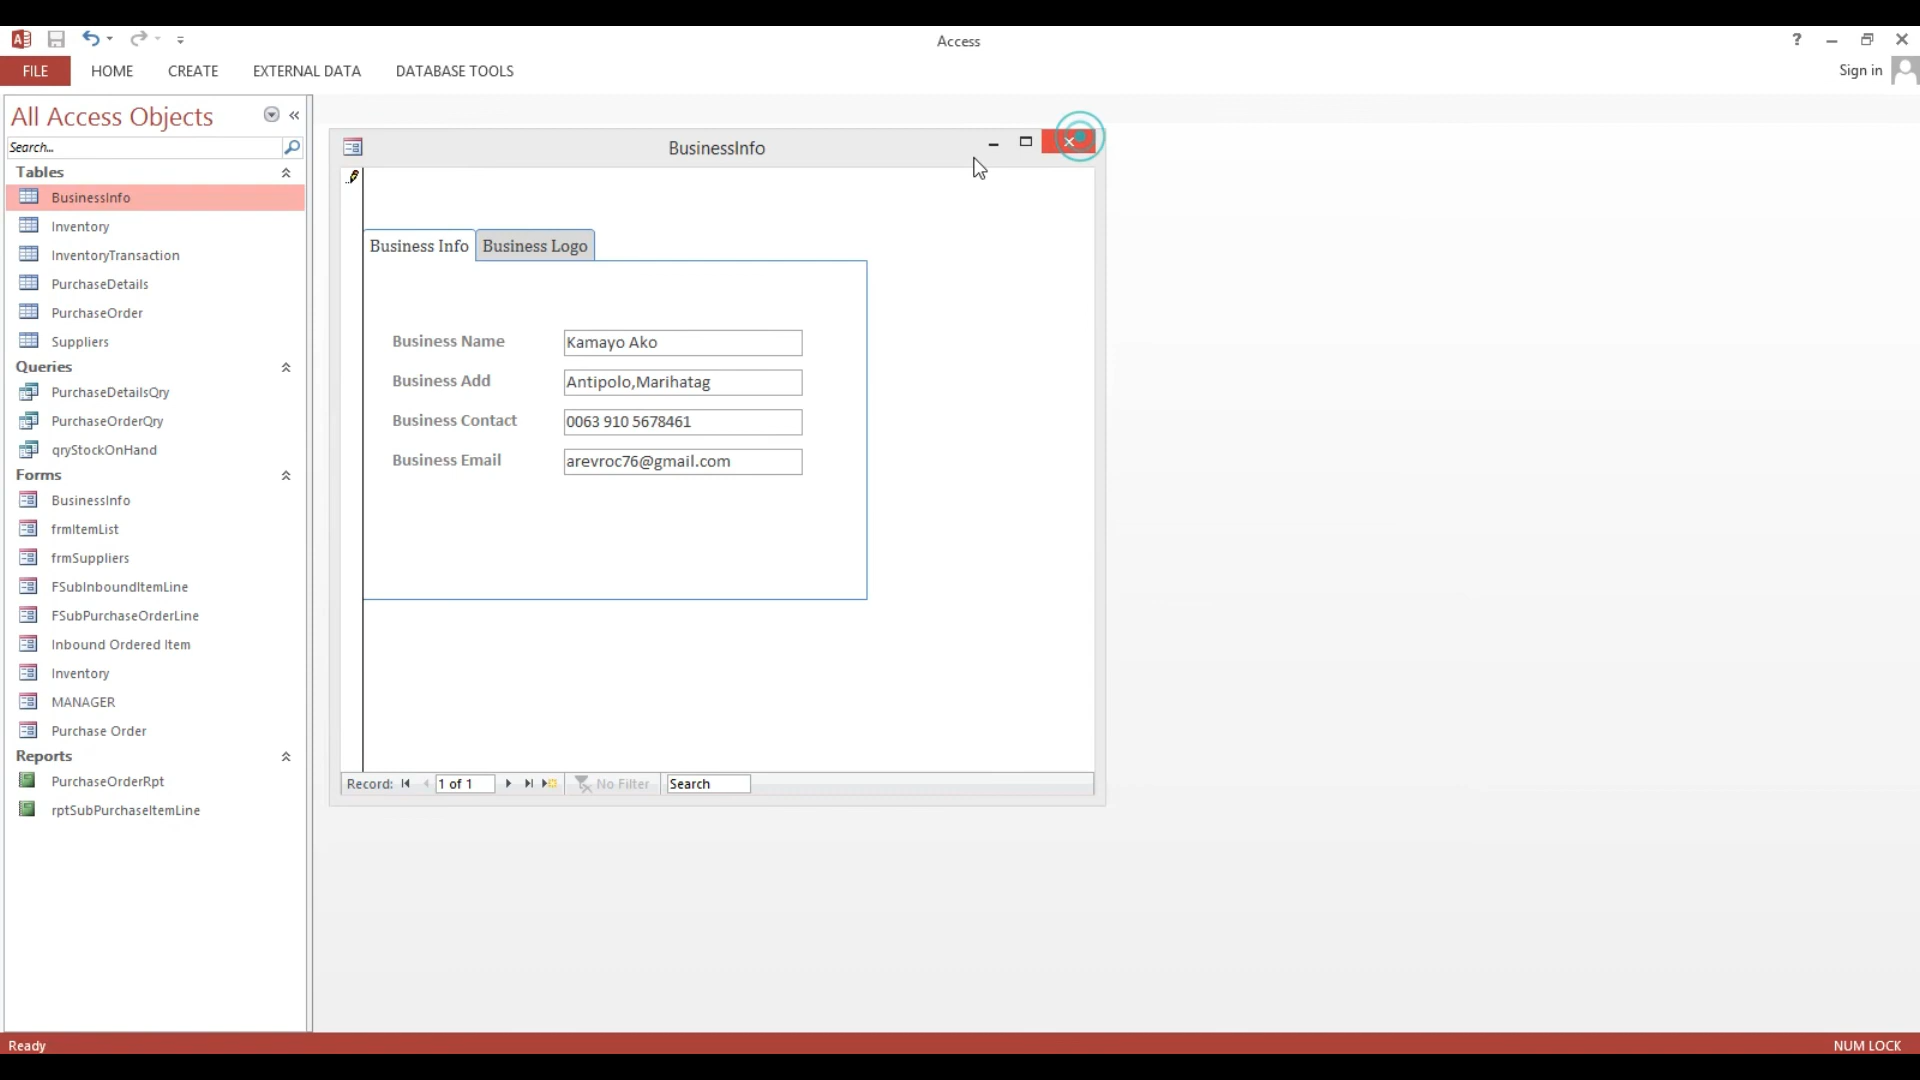 Access
?
FILE
HOME
CREATE
EXTERNAL DATA
DATABASE TOOLS
Sign in
All Access Objects
Search...
Tables
BusinessInfo
Inventory
InventoryTransaction
PurchaseDetails
PurchaseOrder
Suppliers
Queries
PurchaseDetailsQry
PurchaseOrderQry
qryStockOnHand
Forms
BusinessInfo
frmItemList
frmSuppliers
FSubInboundItemLine
FSubPurchaseOrderLine
Inbound Ordered Item
Inventory
MANAGER
Purchase Order
Reports
PurchaseOrderRpt
rptSubPurchaseItemLine
BusinessInfo
Business Info
Business Logo
Business Name Kamayo Ako
Business Add Antipolo,Marihatag
Business Contact 0063 910 5678461
Business Email arevroc76@gmail.com
Record: 1 of 1 No Filter Search
Ready
NUM LOCK